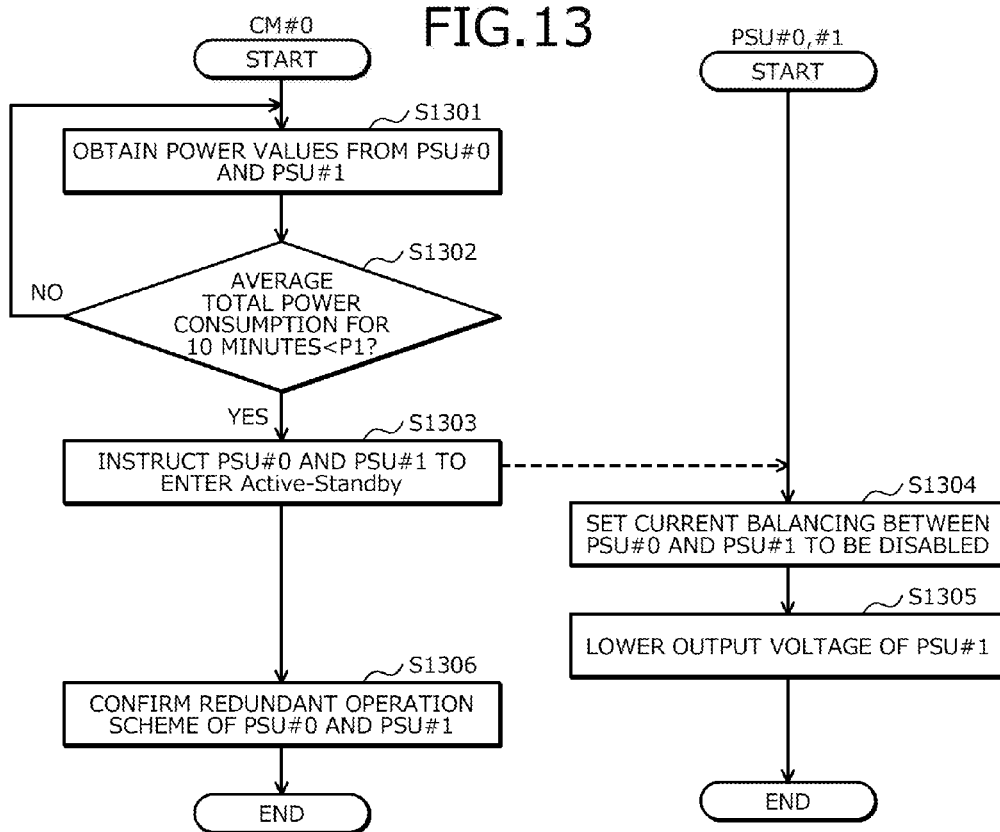 FIG.13
CM#0
START
S1301
OBTAIN POWER VALUES FROM PSU#0
AND PSU#1
S1302
AVERAGE
TOTAL POWER
CONSUMPTION FOR
10 MINUTES<P1?
NO
YES
S1303
INSTRUCT PSU#0 AND PSU#1 TO
ENTER Active-Standby
S1306
CONFIRM REDUNDANT OPERATION
SCHEME OF PSU#0 AND PSU#1
END
PSU#0,#1
START
S1304
SET CURRENT BALANCING BETWEEN
PSU#0 AND PSU#1 TO BE DISABLED
S1305
LOWER OUTPUT VOLTAGE OF PSU#1
END